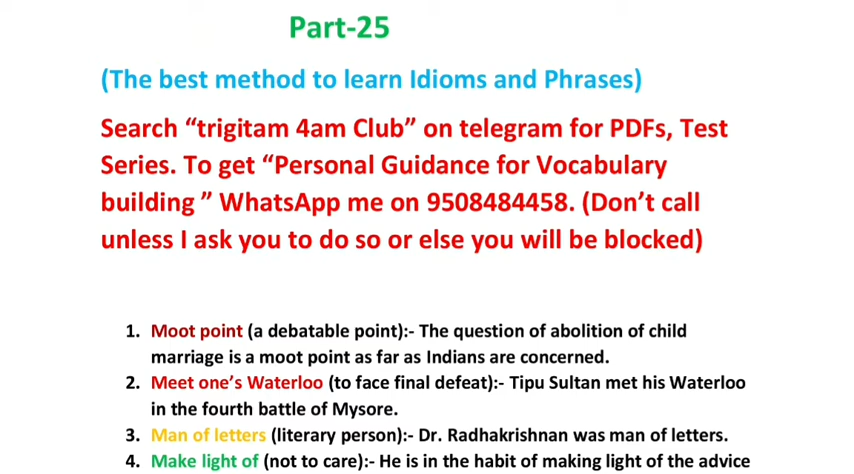 Part-25
(The best method to learn Idioms and Phrases)
Search “trigitam 4am Club” on telegram for PDFs, Test
Series. To get “Personal Guidance for Vocabulary
building ” WhatsApp me on 9508484458. (Don’t call
unless I ask you to do so or else you will be blocked)
1. Moot point (a debatable point):- The question of abolition of child
marriage is a moot point as far as Indians are concerned.
2. Meet one’s Waterloo (to face final defeat):- Tipu Sultan met his Waterloo
in the fourth battle of Mysore.
3. Man of letters (literary person):- Dr. Radhakrishnan was man of letters.
4. Make light of (not to care):- He is in the habit of making light of the advice